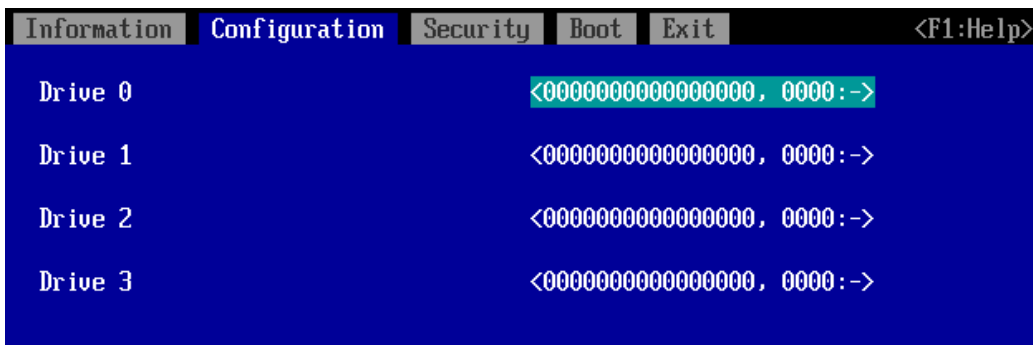 Information Configuration Security Boot Exit <F1:Help>
Drive 0 <0000000000000000, 0000:->
Drive 1 <0000000000000000, 0000:->
Drive 2 <0000000000000000, 0000:->
Drive 3 <0000000000000000, 0000:->